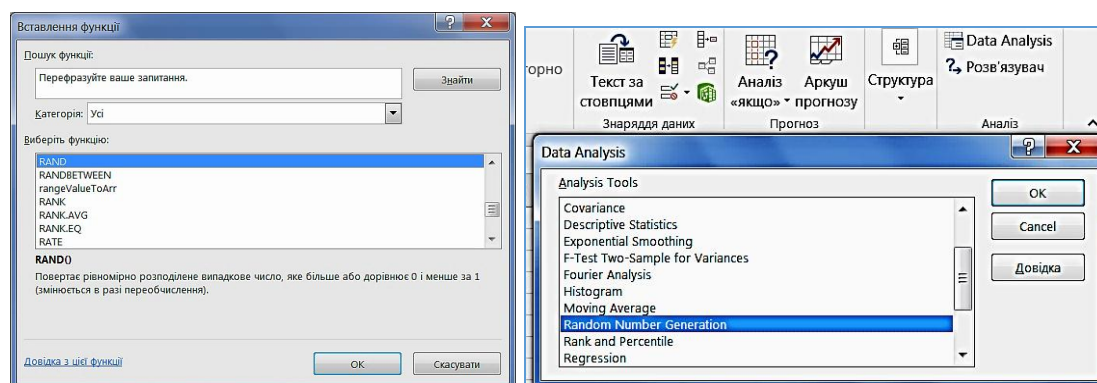 Вставлення функції
Пошук функції:
Перефразуйте ваше запитання.
Знайти
Категорія: Усі
Виберіть функцію:
RAND
RANDBETWEEN
rangeValueToArr
RANK
RANK.AVG
RANK.EQ
RATE
RAND()
Повертає рівномірно розподілене випадкове число, яке більше або дорівнює 0 і менше за 1
(змінюється в разі переобчислення).
Довідка з цієї функції
ОК
Скасувати
орно
Текст за
стовпцями
Знаряддя даних
Аналіз
«якщо»
Аркуш
прогнозу
Прогноз
Структура
Data Analysis
Розв'язувач
Аналіз
Data Analysis
Analysis Tools
Covariance
Descriptive Statistics
Exponential Smoothing
F-Test Two-Sample for Variances
Fourier Analysis
Histogram
Moving Average
Random Number Generation
Rank and Percentile
Regression
OK
Cancel
Довідка